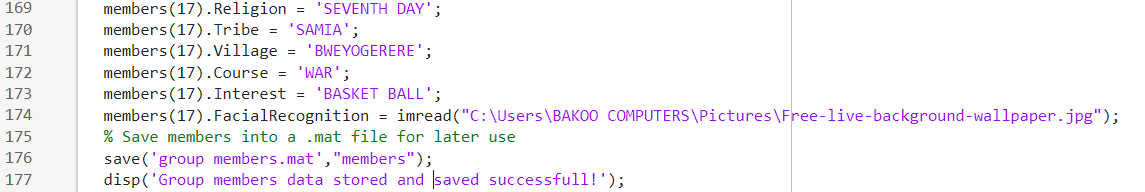 169 members(17).Religion = 'SEVENTH DAY';
170 members(17).Tribe = 'SAMIA';
171 members(17).Village = 'BWEYOGERERE';
172 members(17).Course = 'WAR';
173 members(17).Interest = 'BASKET BALL';
174 members(17).FacialRecognition = imread("C:\Users\BAKOO COMPUTERS\Pictures\Free-live-background-wallpaper.jpg");
175 % Save members into a .mat file for later use
176 save('group members.mat',"members");
177 disp('Group members data stored and saved successfull!');